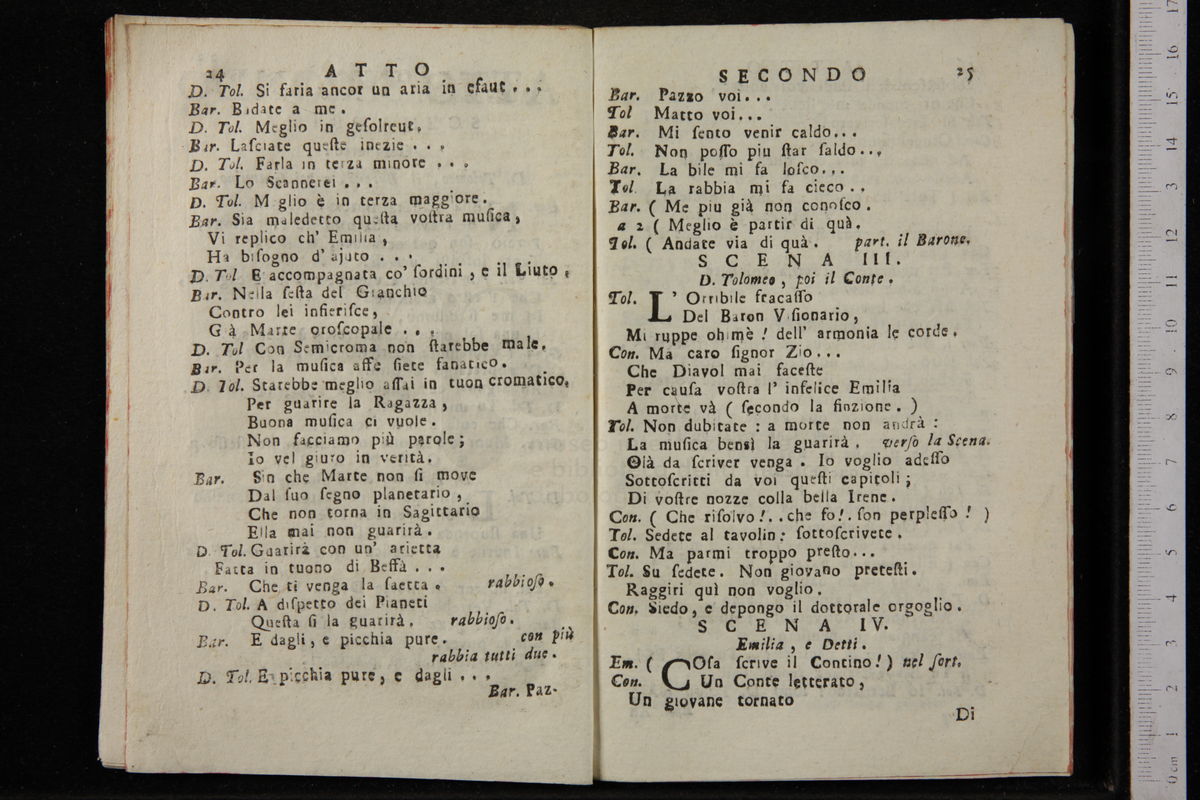 24 ATTO
D. Tol. Si faria ancor un aria in efaut . . .
Bar. Badate a me.
D. Tol. Meglio in gesolreut.
Bar. Lasciate queste inezie . . .
D. Tol. Farla in terza minore . . .
Bar. Lo Scannerei . . .
D. Tol. M glio è in terza maggiore.
Bar. Sia maledetto questa vostra musica,
Vi replico ch' Emilia,
Ha bisogno d' ajuto . . .
D. Tol E' accompagnata co' sordini, e il Liuto.
Bar. Nella sesta del Granchio
Contro lei infierisce,
G à Marte oroscopale . . .
D. Tol Con Semicroma non starebbe male.
Bar. Per la musica affè siete fanatico.
D. Tol. Starebbe meglio assai in tuon cromatico.
Per guarire la Ragazza,
Buona musica ci vuole.
Non facciamo più parole;
Io vel giuro in verità.
Bar. Sin che Marte non si move
Dal suo segno planetario,
Che non torna in Sagittario
Ella mai non guarirà.
D. Tol. Guarirà con un' arietta
Fatta in tuono di Beffà . . .
Bar. Che ti venga la saetta. rabbioso.
D. Tol. A dispetto dei Pianeti
Questa si la guarirà. rabbioso.
Bar. E dagli, e picchia pure. con più
rabbia tutti due.
D. Tol. E picchia pure, e dagli . . .
Bar. Paz-
SECONDO 25
Bar. Pazzo voi...
Tol Matto voi...
Bar. Mi sento venir caldo...
Tol. Non posso piu star saldo...
Bar. La bile mi fa losco...
Tol. La rabbia mi fa cieco . .
Bar. ( Me piu già non conosco.
a 2 ( Meglio è partir di quà.
Tol. ( Andate via di quà. part. il Barone.
SCENA III.
D. Tolomeo, poi il Conte.
Tol. L' Orribile fracasso
Del Baron Visionario,
Mi ruppe ohimè ! dell' armonia le corde.
Con. Ma caro signor Zio...
Che Diavol mai faceste
Per causa vostra l' infelice Emilia
A morte và ( secondo la finzione. )
Tol. Non dubitate : a morte non andrà :
La musica bensì la guarirà. verso la Scena.
Olà da scriver venga. Io voglio adesso
Sottoscritti da voi questi capitoli;
Di vostre nozze colla bella Irene.
Con. ( Che risolvo!..che fo!. son perplesso ! )
Tol. Sedete al tavolin: sottoscrivete.
Con. Ma parmi troppo presto...
Tol. Su sedete. Non giovano pretesti.
Raggiri quì non voglio.
Con. Siedo, e depongo il dottorale orgoglio.
SCENA IV.
Emilia, e Detti.
Em. ( COsa scrive il Contino!) nel sort.
Con. Un Conte letterato,
Un giovane tornato
Di